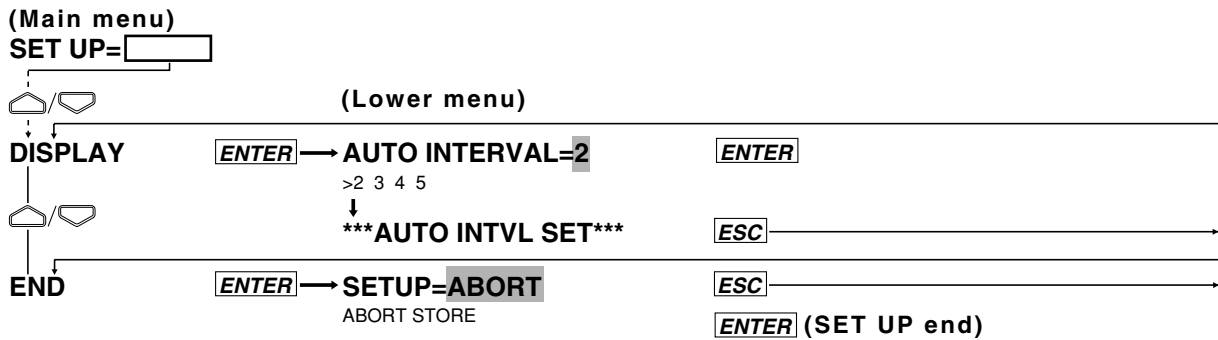 (Main menu)
SET UP=
/
(Lower menu)
DISPLAY ENTER AUTO INTERVAL=2 ENTER
>2 3 4 5
/
***AUTO INTVL SET*** ESC
END ENTER SETUP=ABORT ESC
ABORT STORE
ENTER (SET UP end)